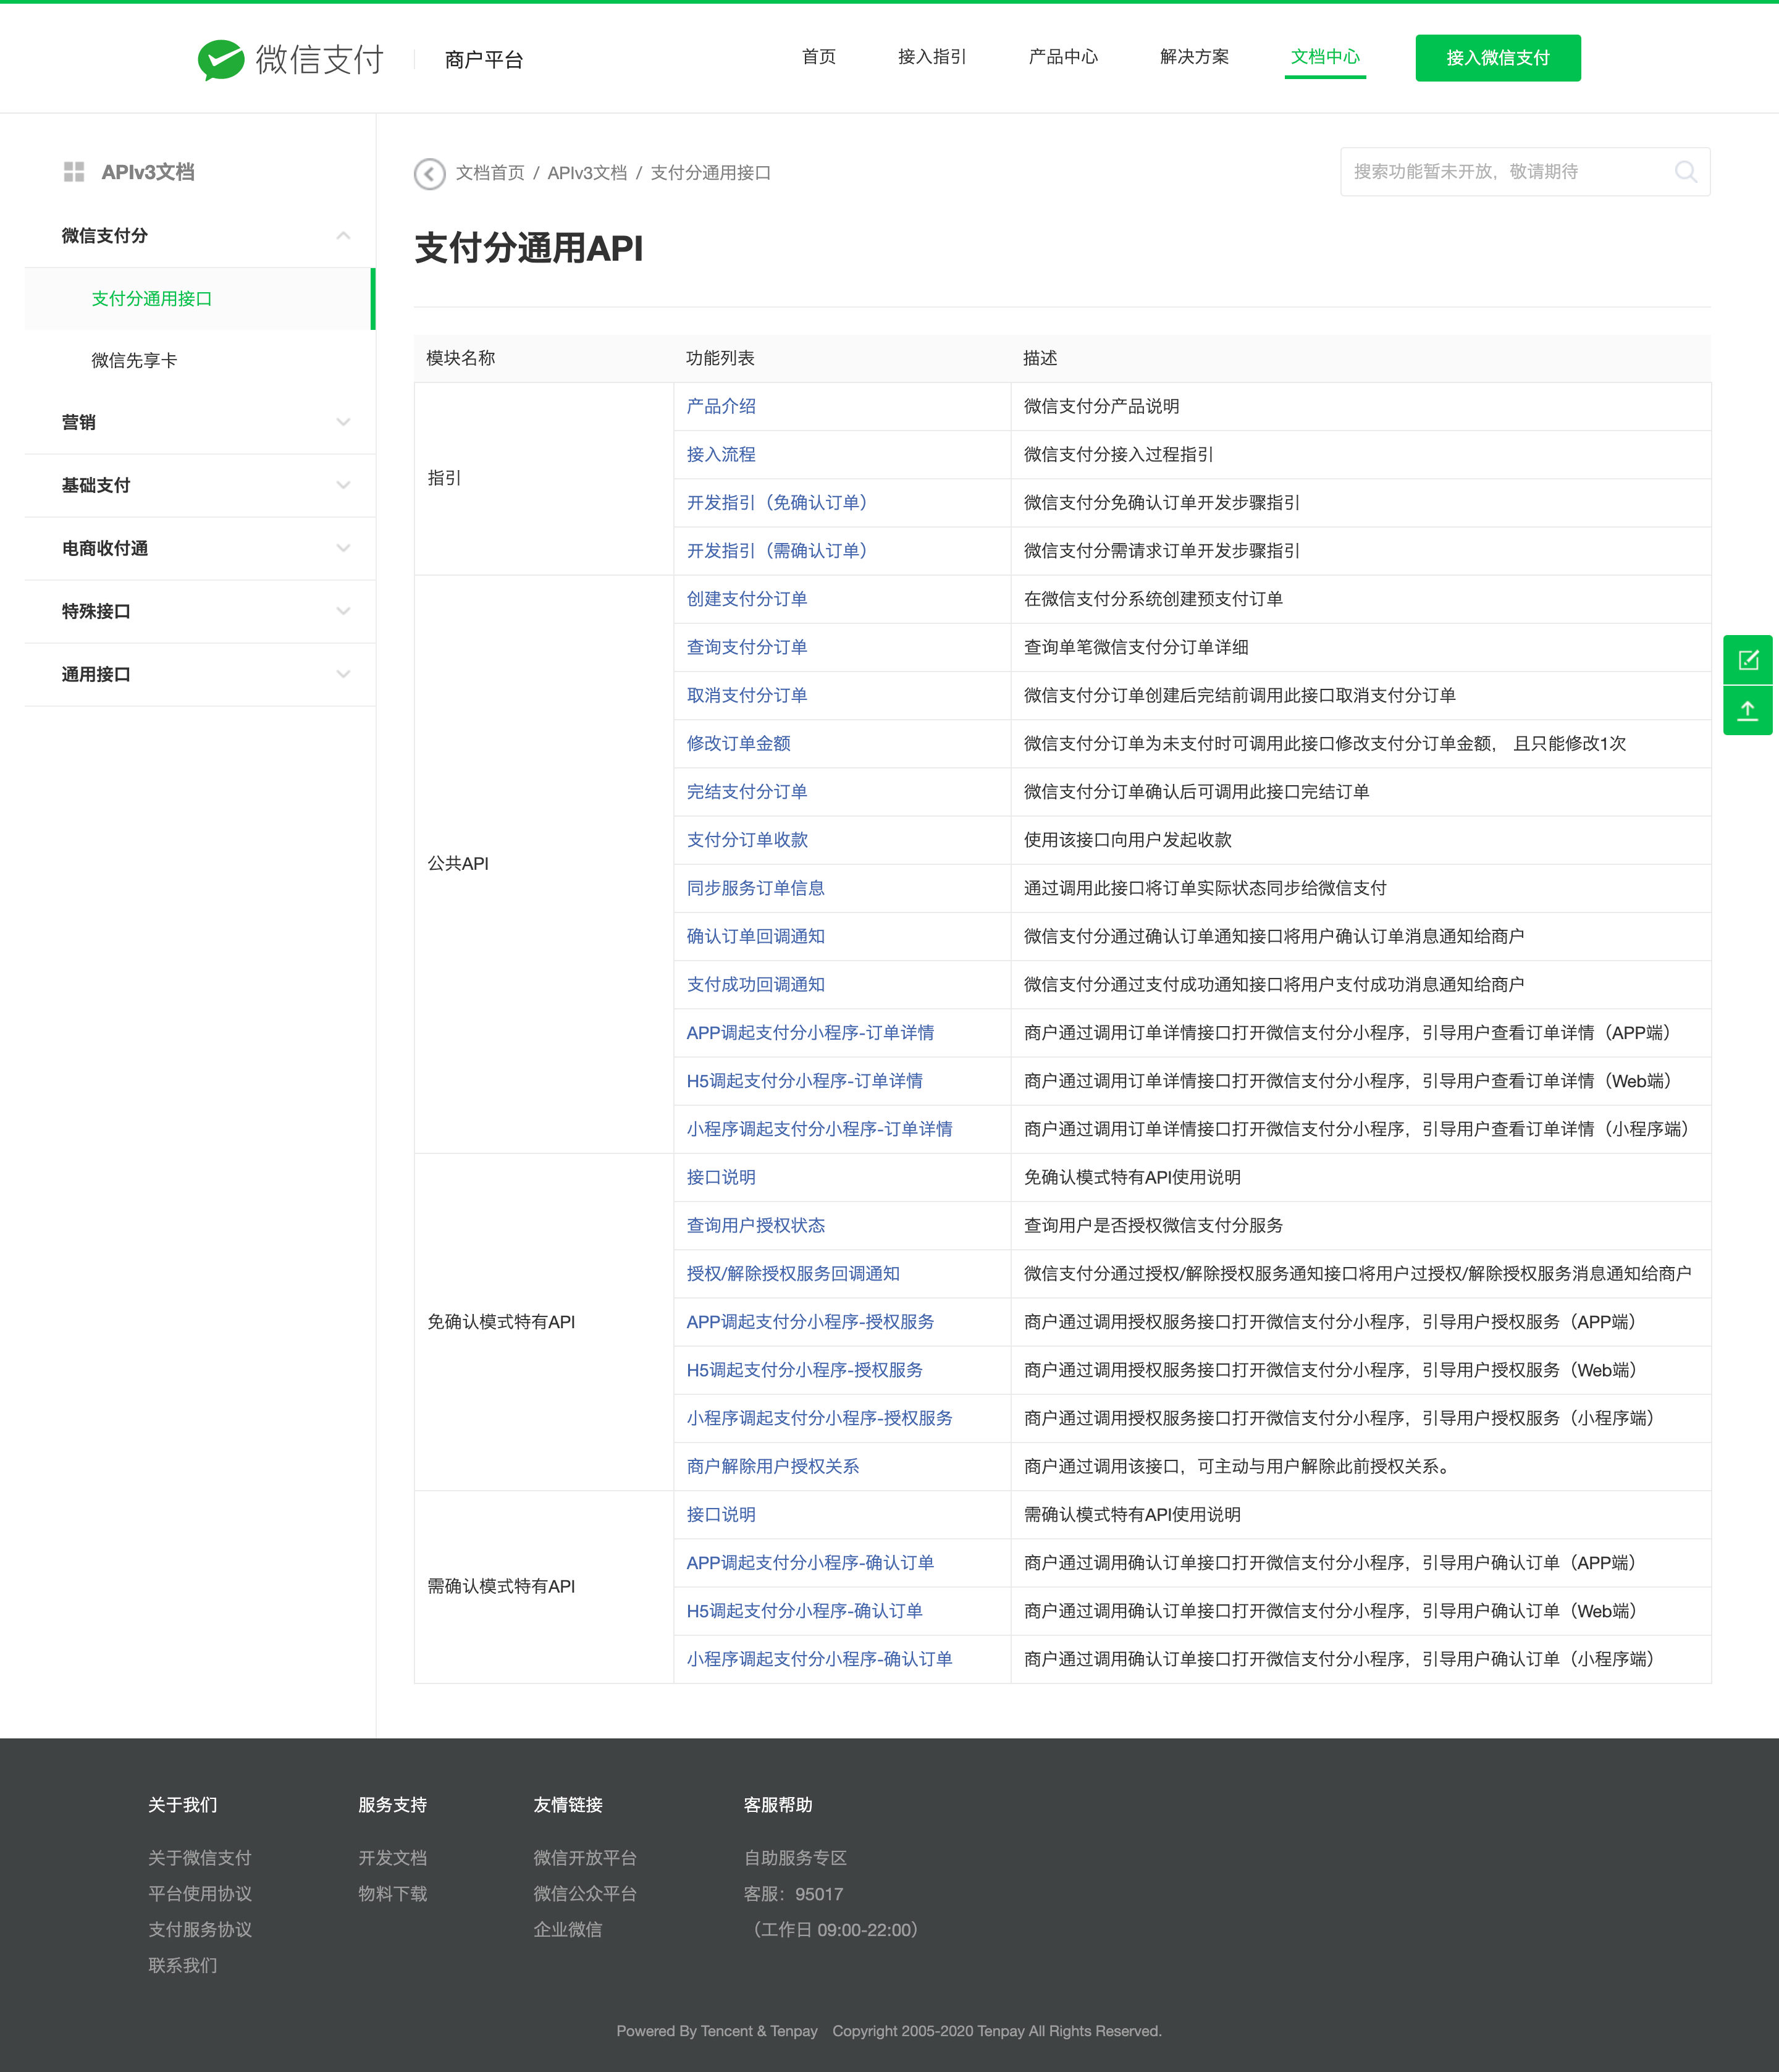 微信支付 商户平台 首页 接入指引 产品中心 解决方案 文档中心 接入微信支付
APIv3文档
微信支付分
支付分通用接口
微信先享卡
营销
基础支付
电商收付通
特殊接口
通用接口
文档首页 / APIv3文档 / 支付分通用接口
搜索功能暂未开放，敬请期待
支付分通用API
模块名称 功能列表 描述
指引
产品介绍 微信支付分产品说明
接入流程 微信支付分接入过程指引
开发指引（免确认订单） 微信支付分免确认订单开发步骤指引
开发指引（需确认订单） 微信支付分需请求订单开发步骤指引
公共API
创建支付分订单 在微信支付分系统创建预支付订单
查询支付分订单 查询单笔微信支付分订单详细
取消支付分订单 微信支付分订单创建后完结前调用此接口取消支付分订单
修改订单金额 微信支付分订单为未支付时可调用此接口修改支付分订单金额， 且只能修改1次
完结支付分订单 微信支付分订单确认后可调用此接口完结订单
支付分订单收款 使用该接口向用户发起收款
同步服务订单信息 通过调用此接口将订单实际状态同步给微信支付
确认订单回调通知 微信支付分通过确认订单通知接口将用户确认订单消息通知给商户
支付成功回调通知 微信支付分通过支付成功通知接口将用户支付成功消息通知给商户
APP调起支付分小程序-订单详情 商户通过调用订单详情接口打开微信支付分小程序，引导用户查看订单详情（APP端）
H5调起支付分小程序-订单详情 商户通过调用订单详情接口打开微信支付分小程序，引导用户查看订单详情（Web端）
小程序调起支付分小程序-订单详情 商户通过调用订单详情接口打开微信支付分小程序，引导用户查看订单详情（小程序端）
免确认模式特有API
接口说明 免确认模式特有API使用说明
查询用户授权状态 查询用户是否授权微信支付分服务
授权/解除授权服务回调通知 微信支付分通过授权/解除授权服务通知接口将用户过授权/解除授权服务消息通知给商户
APP调起支付分小程序-授权服务 商户通过调用授权服务接口打开微信支付分小程序，引导用户授权服务（APP端）
H5调起支付分小程序-授权服务 商户通过调用授权服务接口打开微信支付分小程序，引导用户授权服务（Web端）
小程序调起支付分小程序-授权服务 商户通过调用授权服务接口打开微信支付分小程序，引导用户授权服务（小程序端）
商户解除用户授权关系 商户通过调用该接口，可主动与用户解除此前授权关系。
需确认模式特有API
接口说明 需确认模式特有API使用说明
APP调起支付分小程序-确认订单 商户通过调用确认订单接口打开微信支付分小程序，引导用户确认订单（APP端）
H5调起支付分小程序-确认订单 商户通过调用确认订单接口打开微信支付分小程序，引导用户确认订单（Web端）
小程序调起支付分小程序-确认订单 商户通过调用确认订单接口打开微信支付分小程序，引导用户确认订单（小程序端）
关于我们
关于微信支付
平台使用协议
支付服务协议
联系我们
服务支持
开发文档
物料下载
友情链接
微信开放平台
微信公众平台
企业微信
客服帮助
自助服务专区
客服：95017
（工作日 09:00-22:00）
Powered By Tencent & Tenpay Copyright 2005-2020 Tenpay All Rights Reserved.